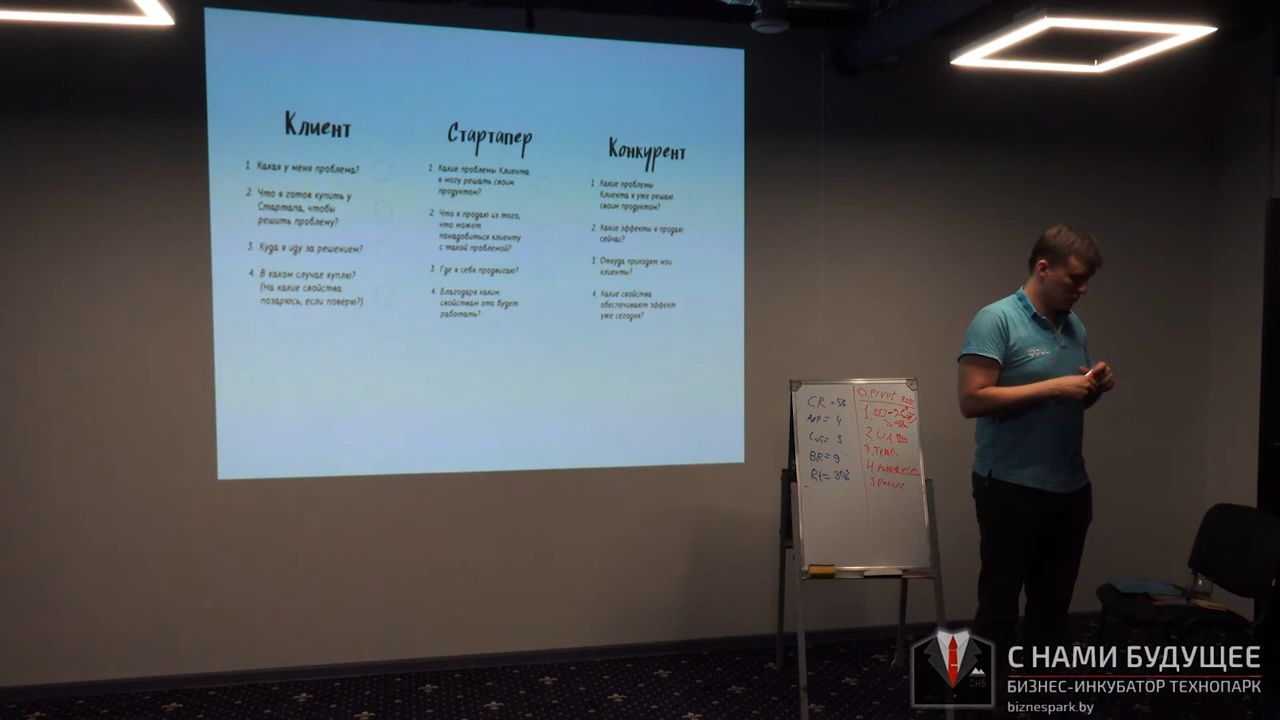 Клиент
1. Какая у меня проблема?
2. Что я готов купить у
Стартапа, чтобы
решить проблему?
3. Куда я иду за решением?
4. В каком случае куплю?
(На какие свойства
позарюсь, если поверю?)
Стартапер
1. Какие проблемы Клиента
я могу решать своим
продуктом?
2. Что я продаю из того,
что может
понадобиться клиенту
с такой проблемой?
3. Где я себя продвигаю?
4. Благодаря каким
свойствам это будет
работать?
Конкурент
1. Какие проблемы
Клиента я уже решаю
своим продуктом?
2. Какие эффекты я продаю
сейчас?
3. Откуда приходят мои
клиенты?
4. Какие свойства
обеспечивают эффект
уже сегодня?
CR =
BR = 9
0. PIVOT
С НАМИ БУДУЩЕЕ
БИЗНЕС-ИНКУБАТОР ТЕХНОПАРК
biznespark.by